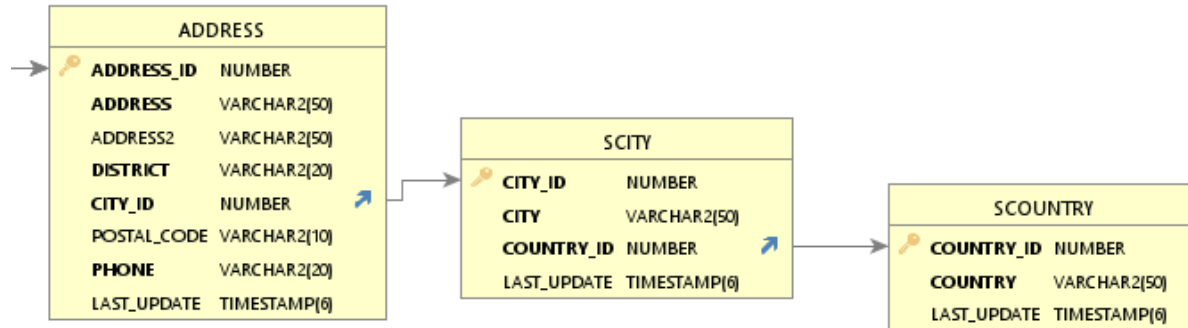 ADDRESS
ADDRESS_ID NUMBER
ADDRESS VARCHAR2(50)
ADDRESS2 VARCHAR2(50)
DISTRICT VARCHAR2(20)
CITY_ID NUMBER
POSTAL_CODE VARCHAR2(10)
PHONE VARCHAR2(20)
LAST_UPDATE TIMESTAMP(6)
SCITY
CITY_ID NUMBER
CITY VARCHAR2(50)
COUNTRY_ID NUMBER
LAST_UPDATE TIMESTAMP(6)
SCOUNTRY
COUNTRY_ID NUMBER
COUNTRY VARCHAR2(50)
LAST_UPDATE TIMESTAMP(6)